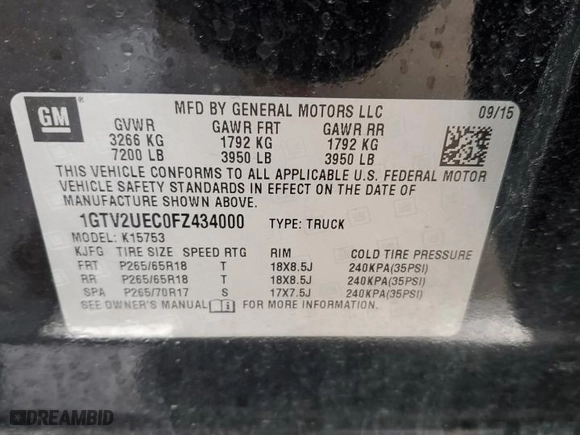 GM ®
MFD BY GENERAL MOTORS LLC 09/15
GVWR GAWR FRT GAWR RR
3266 KG 1792 KG 1792 KG
7200 LB 3950 LB 3950 LB
THIS VEHICLE CONFORMS TO ALL APPLICABLE U.S. FEDERAL MOTOR
VEHICLE SAFETY STANDARDS IN EFFECT ON THE DATE OF
MANUFACTURE SHOWN ABOVE.
1GTV2UEC0FZ434000 TYPE: TRUCK
MODEL: K15753
KJFG TIRE SIZE SPEED RTG RIM COLD TIRE PRESSURE
FRT P265/65R18 T 18X8.5J 240KPA(35PSI)
RR P265/65R18 T 18X8.5J 240KPA(35PSI)
SPA P265/70R17 S 17X7.5J 240KPA(35PSI)
SEE OWNER'S MANUAL FOR MORE INFORMATION.
DREAMBID